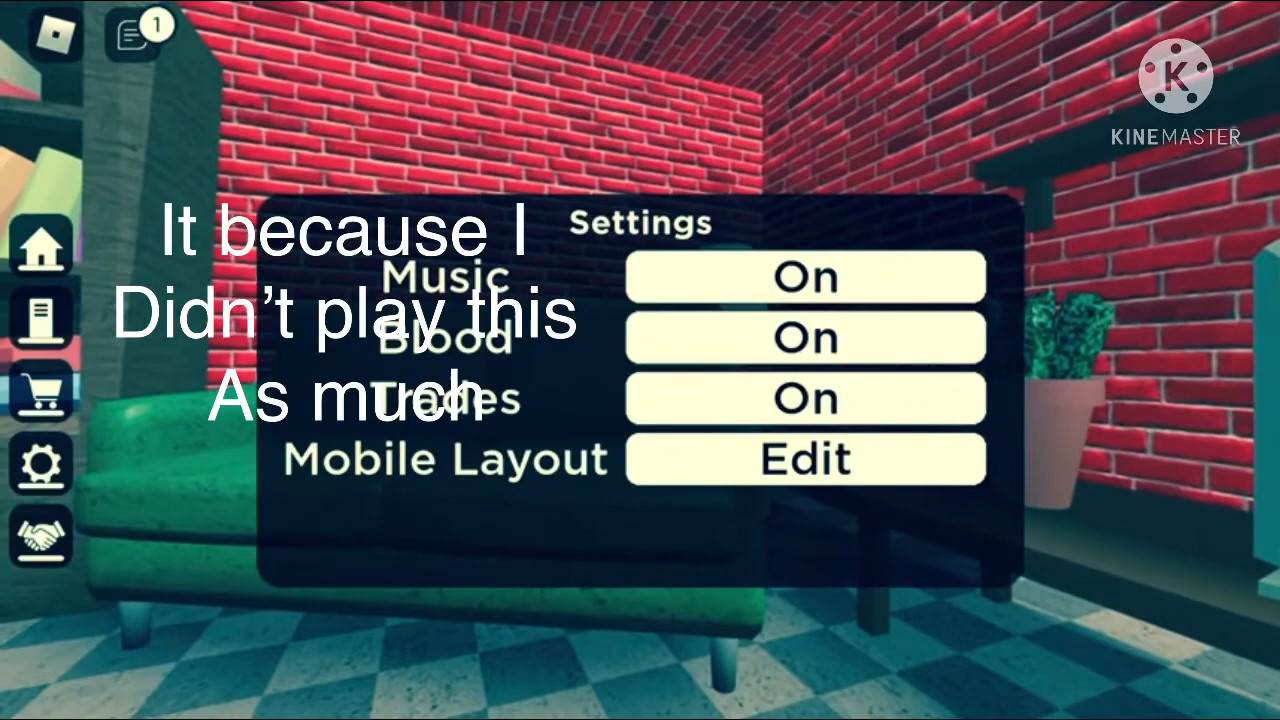 1
K
KINEMASTER
Settings
It because I
Didn't play this
As much
Music On
Blood On
Trades On
Mobile Layout Edit